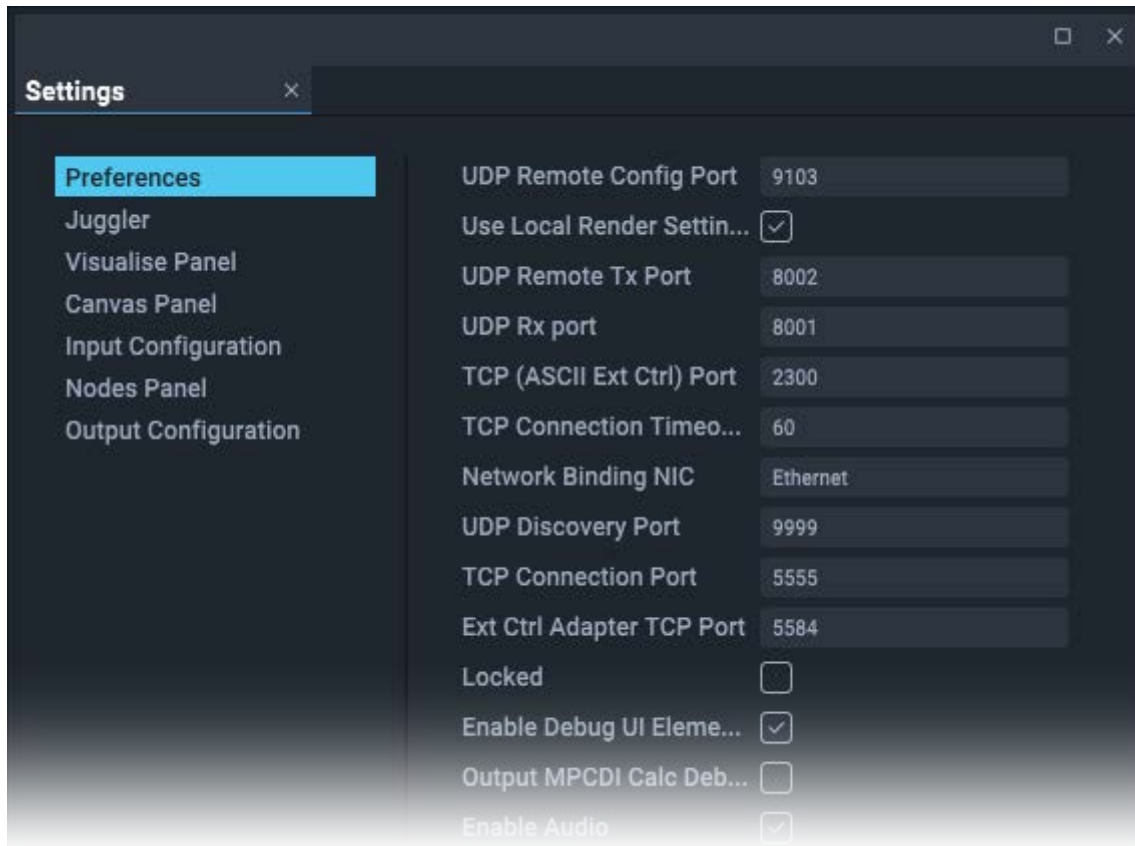 Settings
Preferences
Juggler
Visualise Panel
Canvas Panel
Input Configuration
Nodes Panel
Output Configuration
UDP Remote Config Port 9103
Use Local Render Settin...
UDP Remote Tx Port 8002
UDP Rx port 8001
TCP (ASCII Ext Ctrl) Port 2300
TCP Connection Timeo... 60
Network Binding NIC Ethernet
UDP Discovery Port 9999
TCP Connection Port 5555
Ext Ctrl Adapter TCP Port 5584
Locked
Enable Debug UI Eleme...
Output MPCDI Calc Deb...
Enable Audio